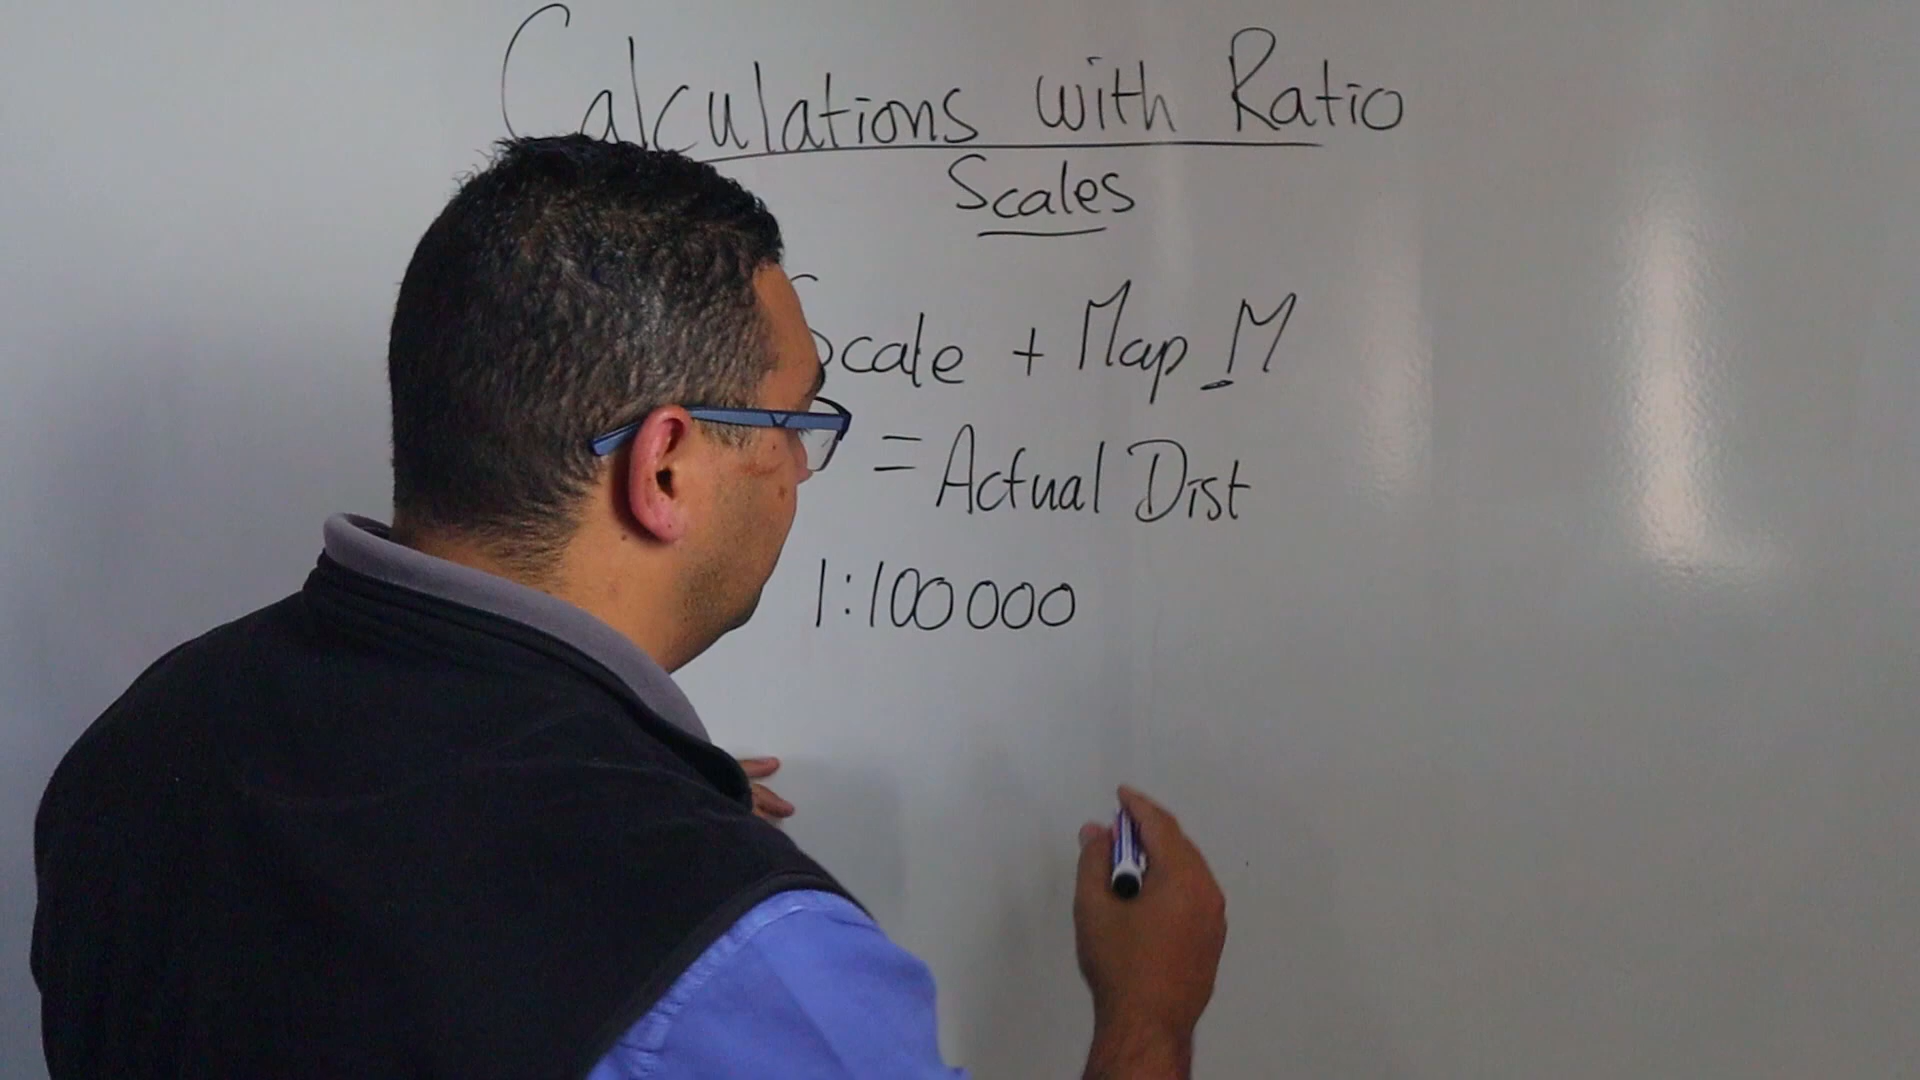 Calculations with Ratio
Scales
Scale + Map M
= Actual Dist
1:100000